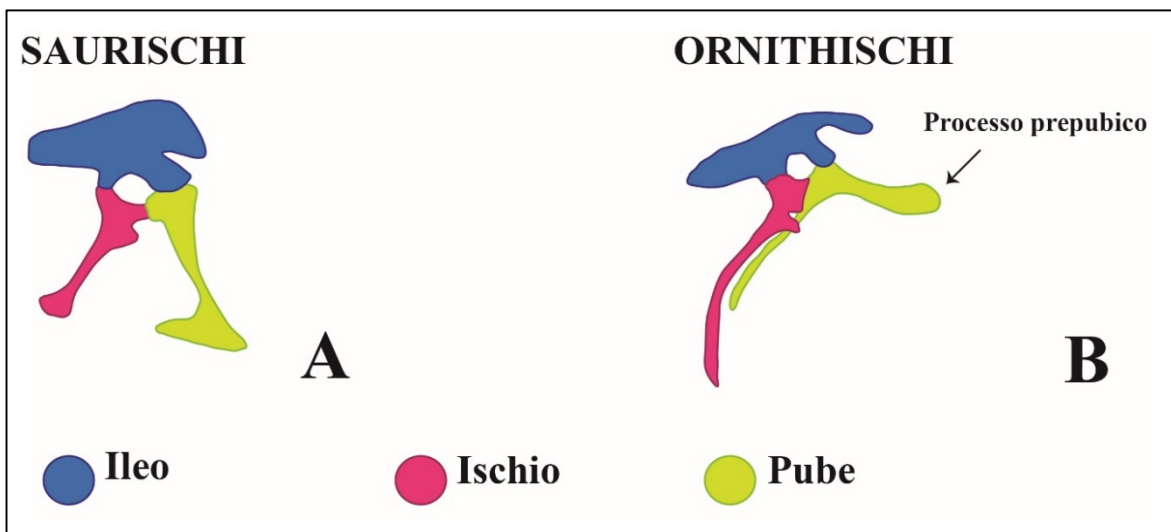 SAURISCHI
ORNITHISCHI
Processo prepubico
A
B
Ileo
Ischio
Pube